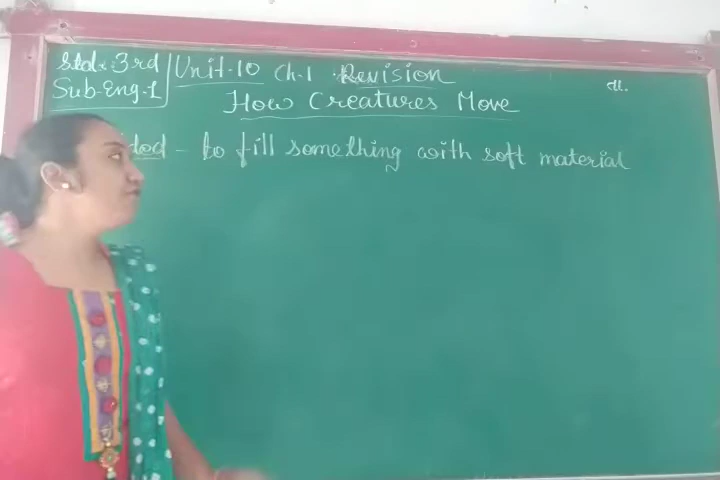 Std: 3rd
Sub-Eng-1
Unit-10 Ch-1 Revision
How Creatures Move
- to fill something with soft material